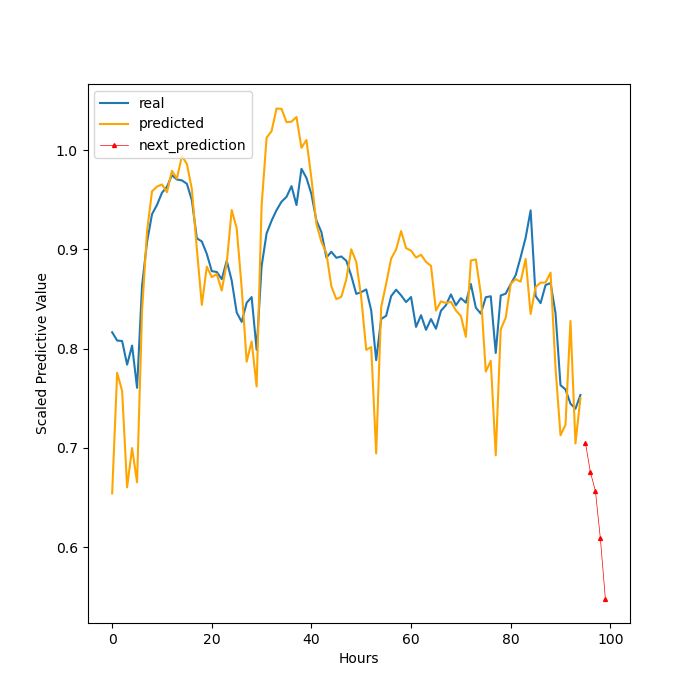 real
predicted
next_prediction
1.0
0.9
0.8
0.7
0.6
Scaled Predictive Value
0 20 40 60 80 100
Hours